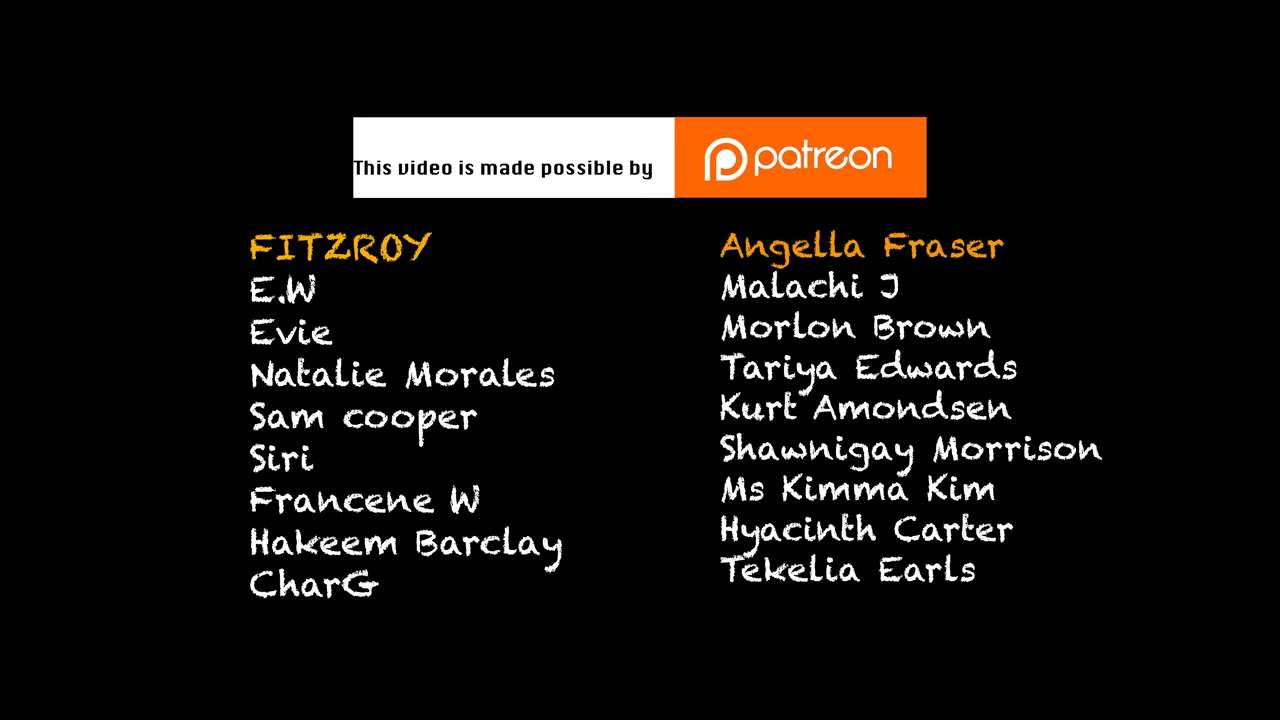 This video is made possible by
patreon
FITZROY
E.W
Evie
Natalie Morales
Sam cooper
Siri
Francene W
Hakeem Barclay
CharG
Angella Fraser
Malachi J
Morlon Brown
Tariya Edwards
Kurt Amondsen
Shawnigay Morrison
Ms Kimma Kim
Hyacinth Carter
Tekelia Earls